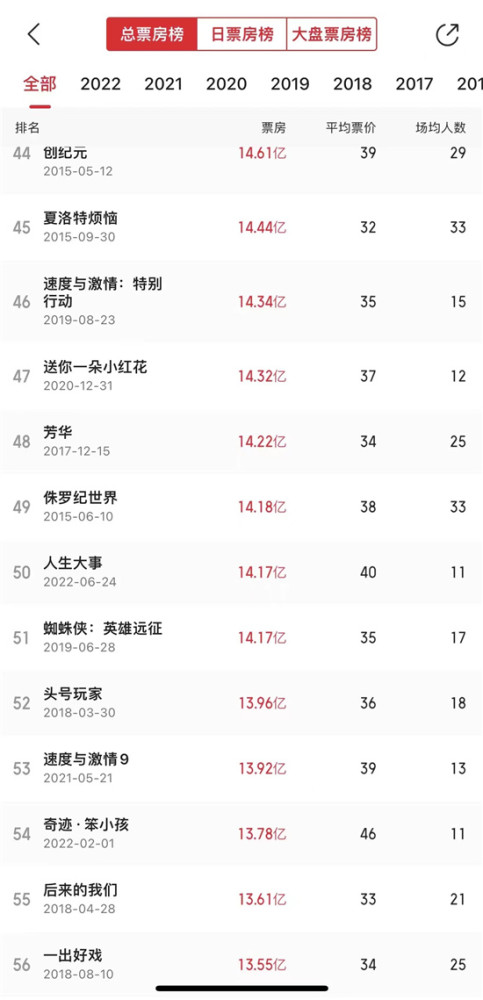 总票房榜 日票房榜 大盘票房榜
全部 2022 2021 2020 2019 2018 2017 201
排名 票房 平均票价 场均人数
44 创纪元 14.61亿 39 29
2015-05-12
45 夏洛特烦恼 14.44亿 32 33
2015-09-30
46 速度与激情：特别 14.34亿 35 15
行动
2019-08-23
47 送你一朵小红花 14.32亿 37 12
2020-12-31
48 芳华 14.22亿 34 25
2017-12-15
49 侏罗纪世界 14.18亿 38 33
2015-06-10
50 人生大事 14.17亿 40 11
2022-06-24
51 蜘蛛侠：英雄远征 14.17亿 35 17
2019-06-28
52 头号玩家 13.96亿 36 18
2018-03-30
53 速度与激情9 13.92亿 39 13
2021-05-21
54 奇迹·笨小孩 13.78亿 46 11
2022-02-01
55 后来的我们 13.61亿 33 21
2018-04-28
56 一出好戏 13.55亿 34 25
2018-08-10